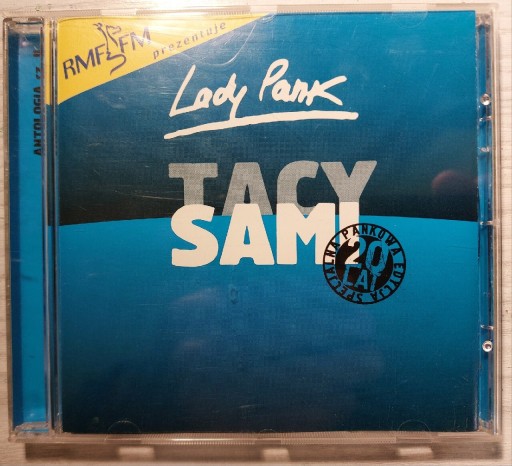 RMF FM
prezentuje
Lady Pank
TACY
SAMI
20
LAT
SPECJALNA PANKOWA EDYCJA
ANTOLOGIA